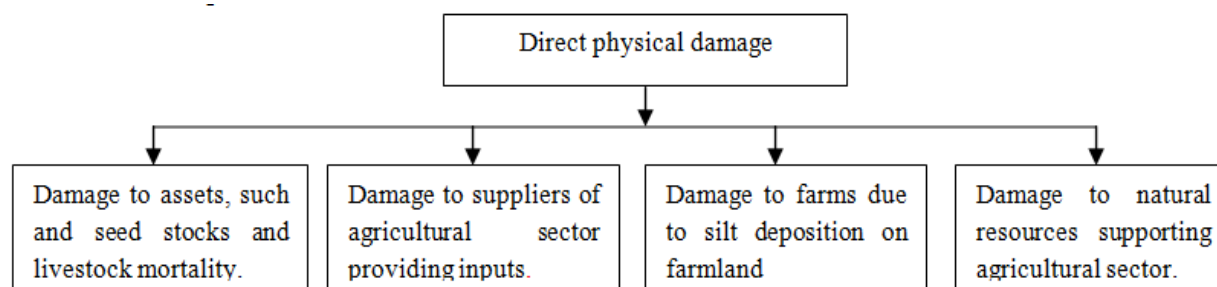 Direct physical damage
Damage to assets, such
and seed stocks and
livestock mortality.
Damage to suppliers of
agricultural sector
providing inputs.
Damage to farms due
to silt deposition on
farmland
Damage to natural
resources supporting
agricultural sector.